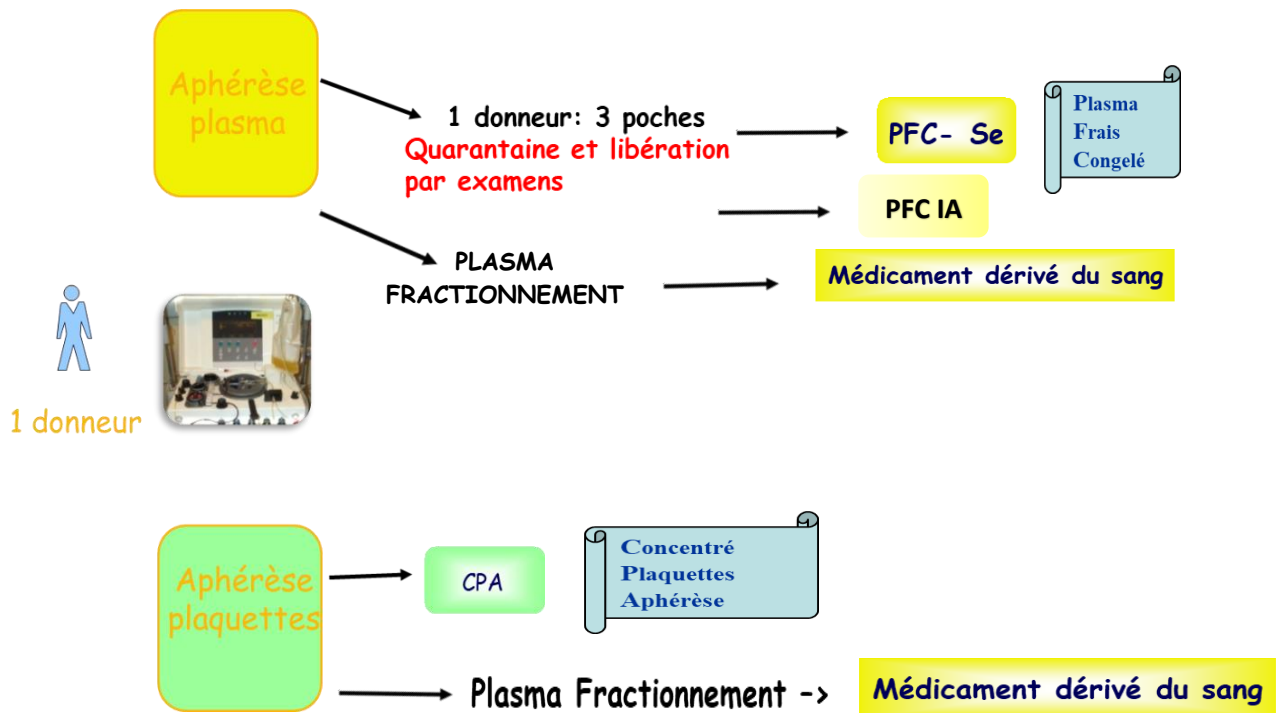 Aphérèse
plasma
1 donneur: 3 poches
Quarantaine et libération
par examens
PFC- Se
Plasma
Frais
Congelé
PFC IA
PLASMA
FRACTIONNEMENT
Médicament dérivé du sang
1 donneur
Aphérèse
plaquettes
CPA
Concentré
Plaquettes
Aphérèse
Plasma Fractionnement ->
Médicament dérivé du sang